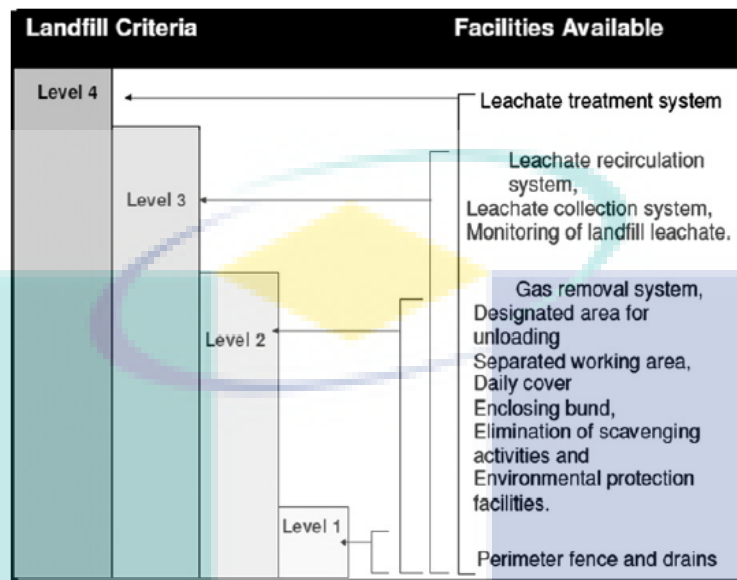 Landfill Criteria
Facilities Available
Level 4
Leachate treatment system
Leachate recirculation
system,
Level 3
Leachate collection system,
Monitoring of landfill leachate.
Gas removal system,
Designated area for
unloading
Level 2
Separated working area,
Daily cover
Enclosing bund,
Elimination of scavenging
activities and
Environmental protection
facilities.
Level 1
Perimeter fence and drains